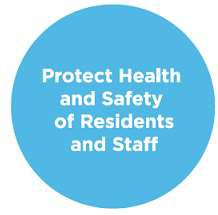 Protect Health
and Safety
of Residents
and Staff